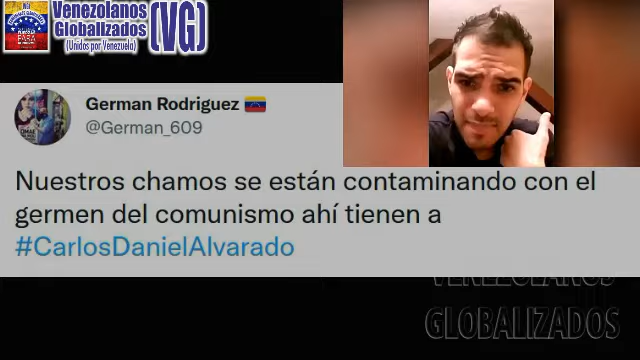 Venezolanos
Globalizados
(Unidos por Venezuela)
(VG)
German Rodriguez
@German_609
Nuestros chamos se están contaminando con el
germen del comunismo ahí tienen a
#CarlosDanielAlvarado
VENEZOLANOS
GLOBALIZADOS